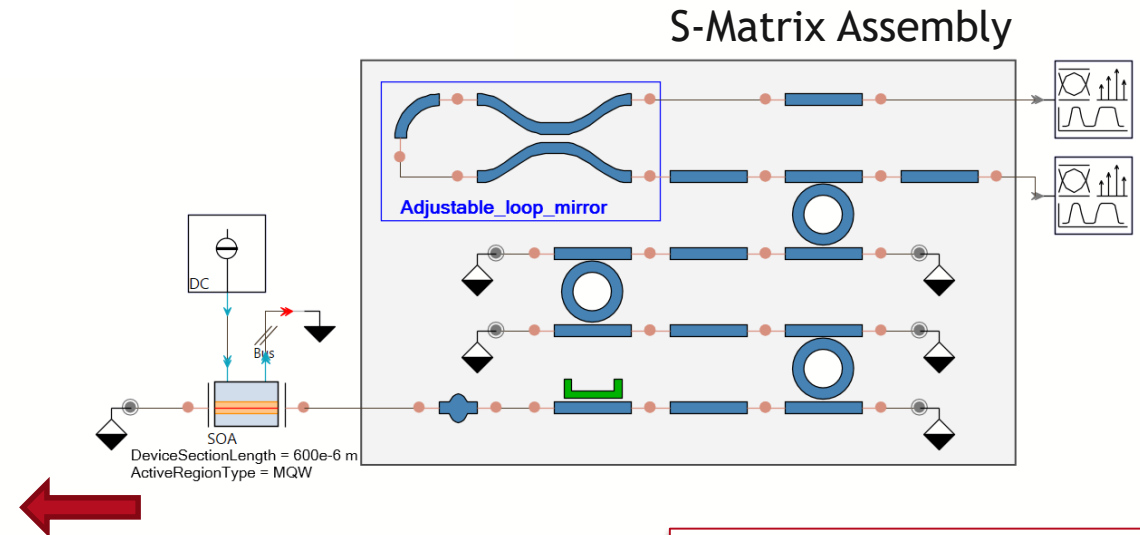 S-Matrix Assembly
Adjustable_loop_mirror
DC
Bus
SOA
DeviceSectionLength = 600e-6 m
ActiveRegionType = MQW